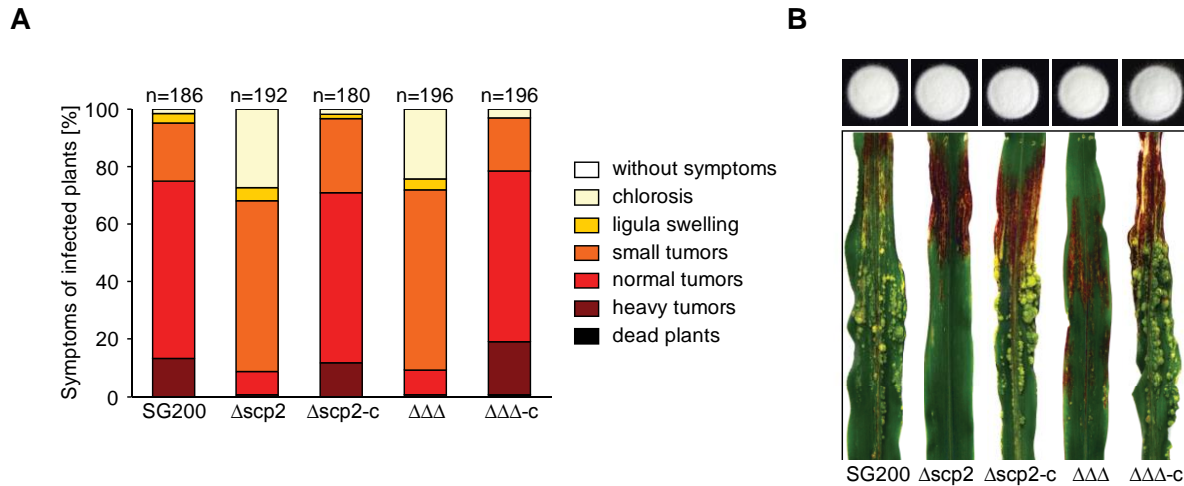 A
B
n=186 n=192 n=180 n=196 n=196
Symptoms of infected plants [%]
100
80
60
40
20
0
SG200 Δscp2 Δscp2-c ΔΔΔ ΔΔΔ-c
without symptoms
chlorosis
ligula swelling
small tumors
normal tumors
heavy tumors
dead plants
SG200 Δscp2 Δscp2-c ΔΔΔ ΔΔΔ-c